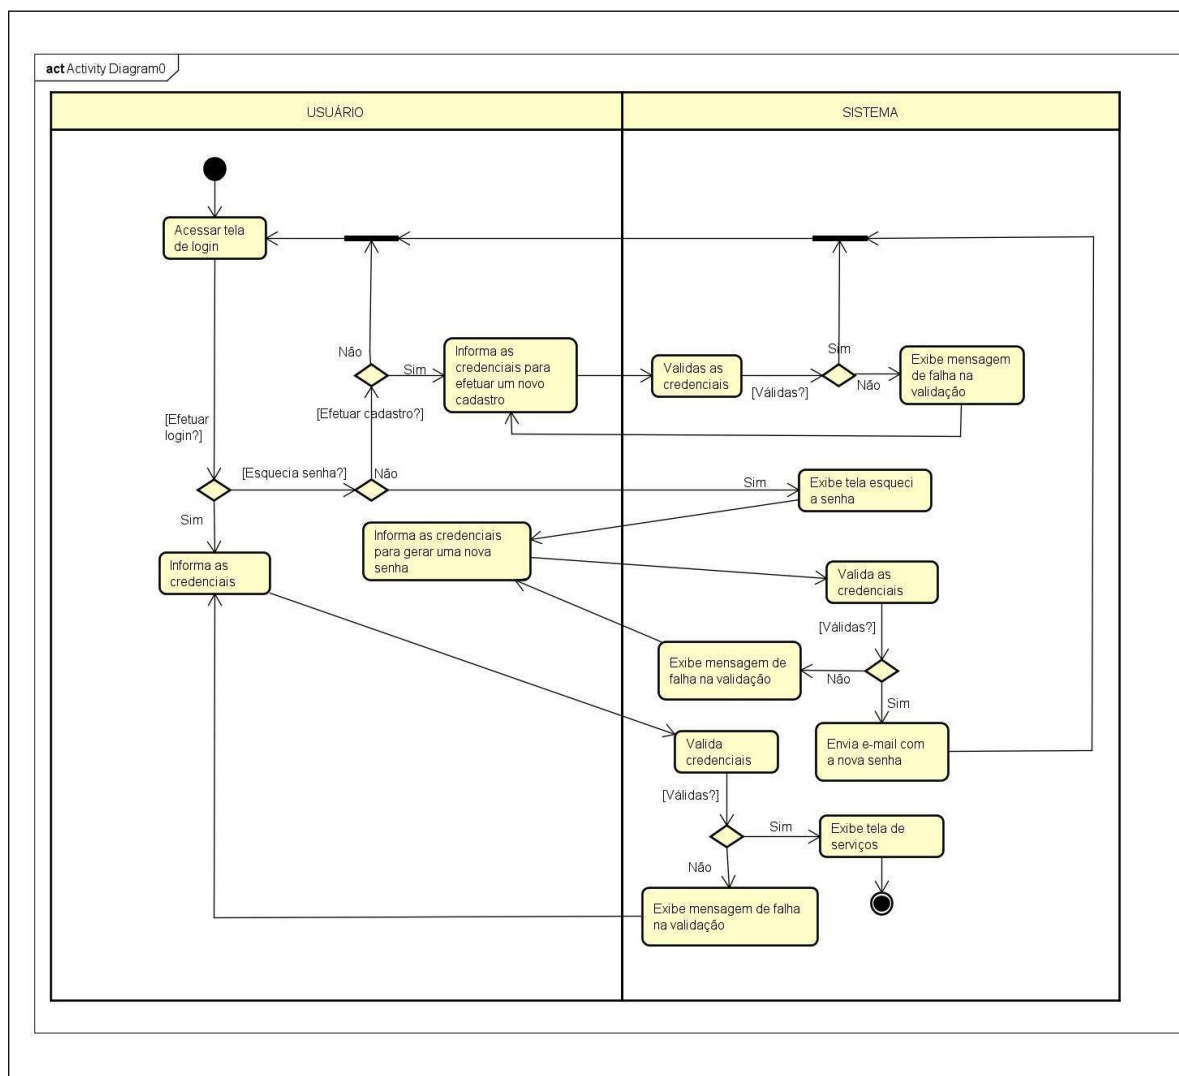 act Activity Diagram0
USUÁRIO
SISTEMA
Acessar tela
de login
Não
Sim
Informa as
credenciais para
efetuar um novo
cadastro
Validas as
credenciais
[Válidas?]
Sim
Não
Exibe mensagem
de falha na
validação
[Efetuar
login?]
[Efetuar cadastro?]
[Esquecia senha?]
Não
Sim
Exibe tela esqueci
a senha
Sim
Informa as credenciais
para gerar uma nova
senha
Informa as
credenciais
Valida as
credenciais
[Válidas?]
Exibe mensagem de
falha na validação
Não
Sim
Valida
credenciais
Envia e-mail com
a nova senha
[Válidas?]
Sim
Exibe tela de
serviços
Não
Exibe mensagem de falha
na validação